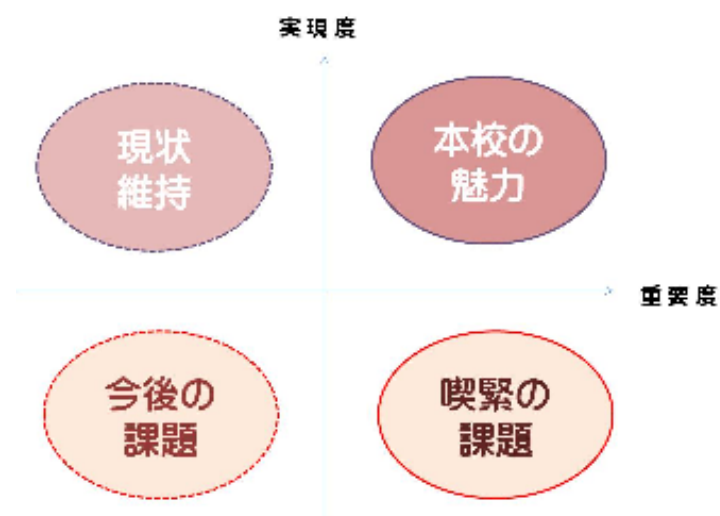 実現度
現状
維持
本校の
魅力
重要度
今後の
課題
喫緊の
課題